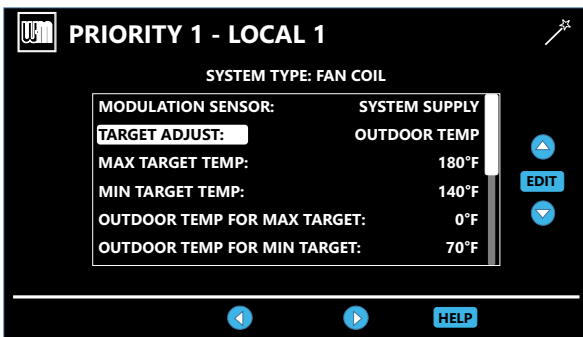 WM PRIORITY 1 - LOCAL 1
SYSTEM TYPE: FAN COIL
MODULATION SENSOR: SYSTEM SUPPLY
TARGET ADJUST: OUTDOOR TEMP
MAX TARGET TEMP: 180°F
MIN TARGET TEMP: 140°F
OUTDOOR TEMP FOR MAX TARGET: 0°F
OUTDOOR TEMP FOR MIN TARGET: 70°F
EDIT
HELP